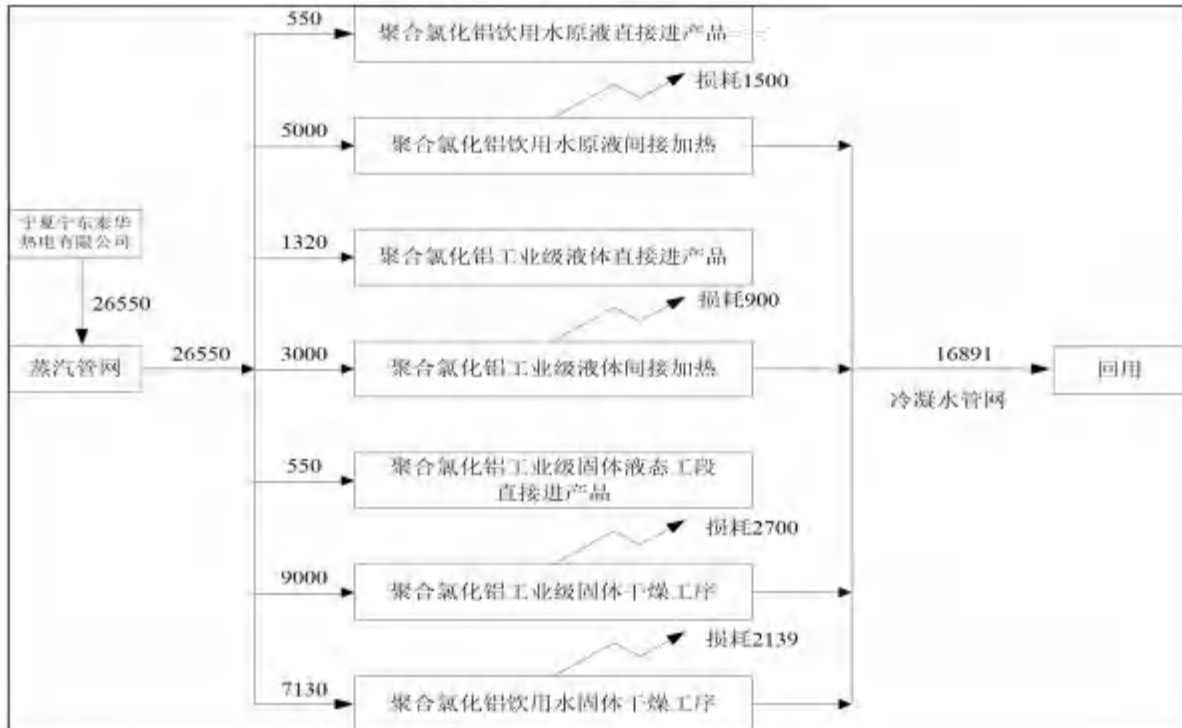 550
聚合氯化铝饮用水原液直接进产品
损耗1500
5000
聚合氯化铝饮用水原液间接加热
宁夏宁东泰华
热电有限公司
1320
聚合氯化铝工业级液体直接进产品
26550
损耗900
蒸汽管网
26550
3000
聚合氯化铝工业级液体间接加热
16891
回用
冷凝水管网
550
聚合氯化铝工业级固体液态工段
直接进产品
损耗2700
9000
聚合氯化铝工业级固体干燥工序
损耗2139
7130
聚合氯化铝饮用水固体干燥工序